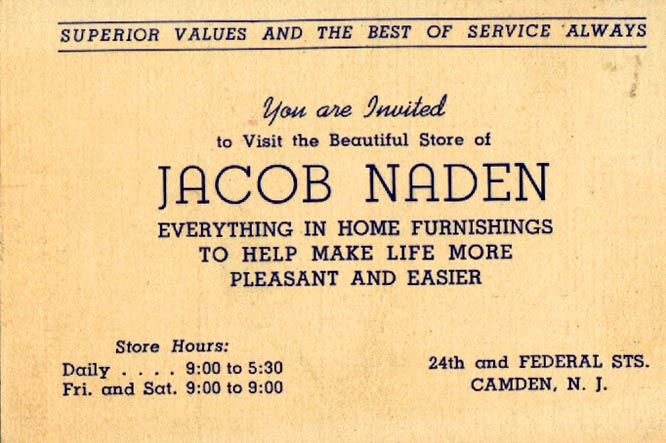 SUPERIOR VALUES AND THE BEST OF SERVICE ALWAYS
You are Invited
to Visit the Beautiful Store of
JACOB NADEN
EVERYTHING IN HOME FURNISHINGS
TO HELP MAKE LIFE MORE
PLEASANT AND EASIER
Store Hours:
Daily . . . . 9:00 to 5:30
Fri. and Sat. 9:00 to 9:00
24th and FEDERAL STS.
CAMDEN, N. J.